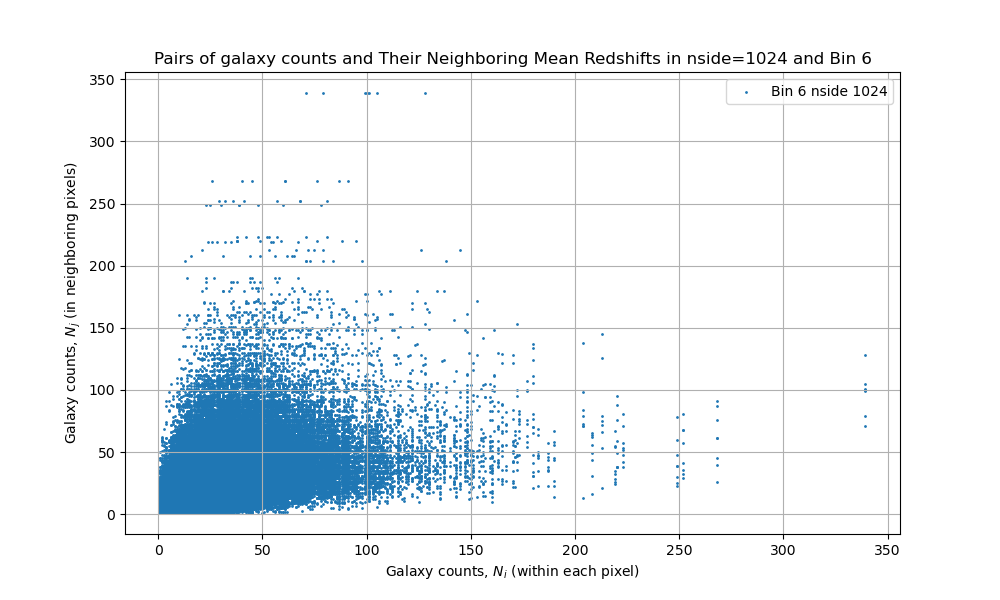 Pairs of galaxy counts and Their Neighboring Mean Redshifts in nside=1024 and Bin 6
350
300
250
200
150
100
50
0
Galaxy counts, N_j (in neighboring pixels)
Bin 6 nside 1024
0 50 100 150 200 250 300 350
Galaxy counts, N_i (within each pixel)